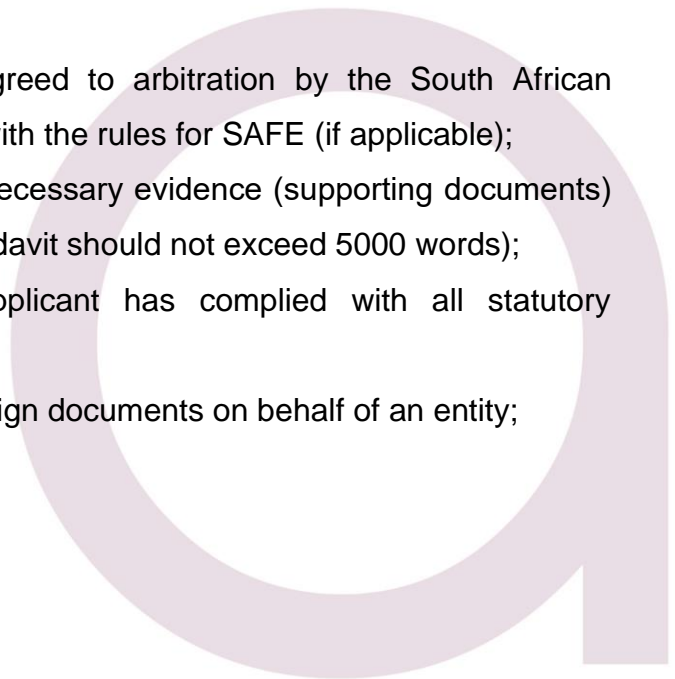 greed to arbitration by the South African
ith the rules for SAFE (if applicable);
ecessary evidence (supporting documents)
davit should not exceed 5000 words);
plicant has complied with all statutory
ign documents on behalf of an entity;